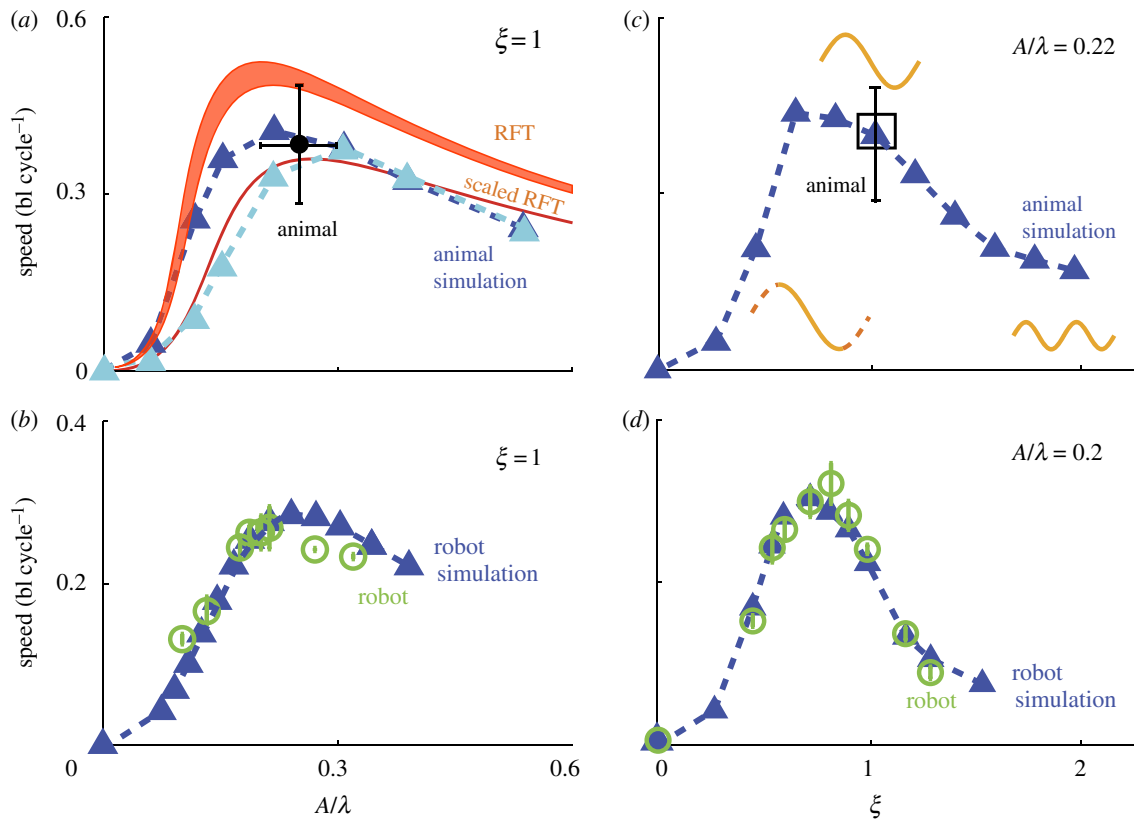 (a)
0.6
ξ = 1
RFT
scaled RFT
animal
animal
simulation
0.3
0
speed (bl cycle⁻¹)
(c)
A/λ = 0.22
animal
animal
simulation
(b)
0.4
ξ = 1
robot
simulation
robot
0.2
speed (bl cycle⁻¹)
0
0.3
0.6
A/λ
(d)
A/λ = 0.2
robot
simulation
robot
0
1
2
ξ